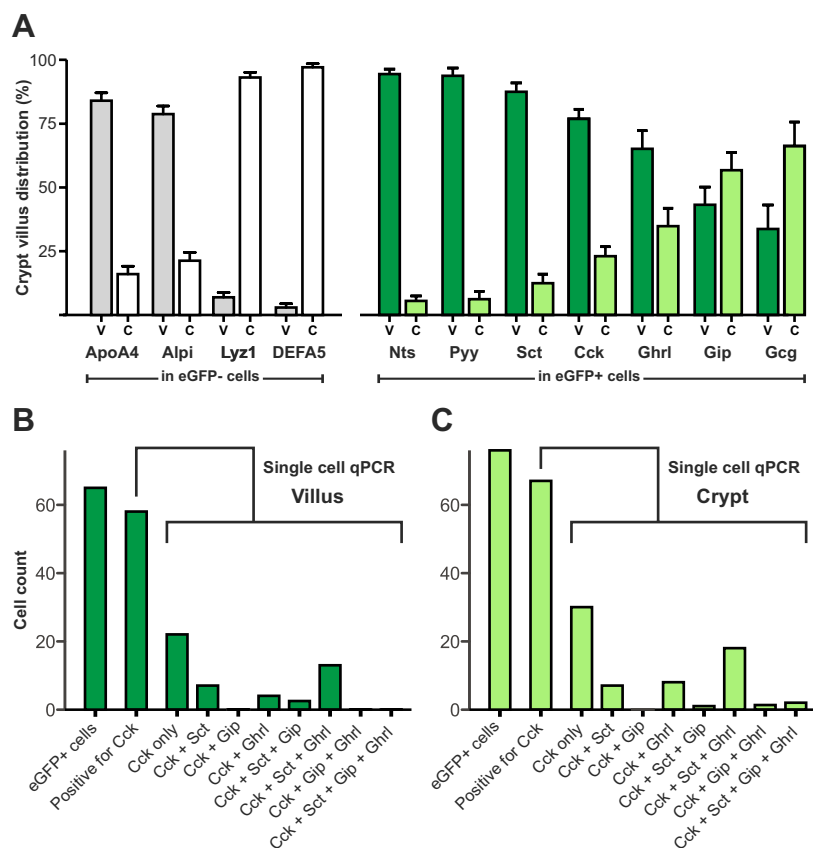 A
Crypt villus distribution (%)
100
75
50
25
V C V C V C V C V C V C V C V C V C V C V C
ApoA4 Alpi Lyz1 DEFA5 Nts Pyy Sct Cck Ghrl Gip Gcg
in eGFP- cells in eGFP+ cells
B
Cell count
60
40
20
0
Single cell qPCR
Villus
eGFP+ cells
Positive for Cck
Cck only
Cck + Sct
Cck + Gip
Cck + Ghrl
Cck + Sct + Gip
Cck + Sct + Ghrl
Cck + Gip + Ghrl
Cck + Sct + Gip + Ghrl
C
60
40
20
0
Single cell qPCR
Crypt
eGFP+ cells
Positive for Cck
Cck only
Cck + Sct
Cck + Gip
Cck + Ghrl
Cck + Sct + Gip
Cck + Sct + Ghrl
Cck + Gip + Ghrl
Cck + Sct + Gip + Ghrl